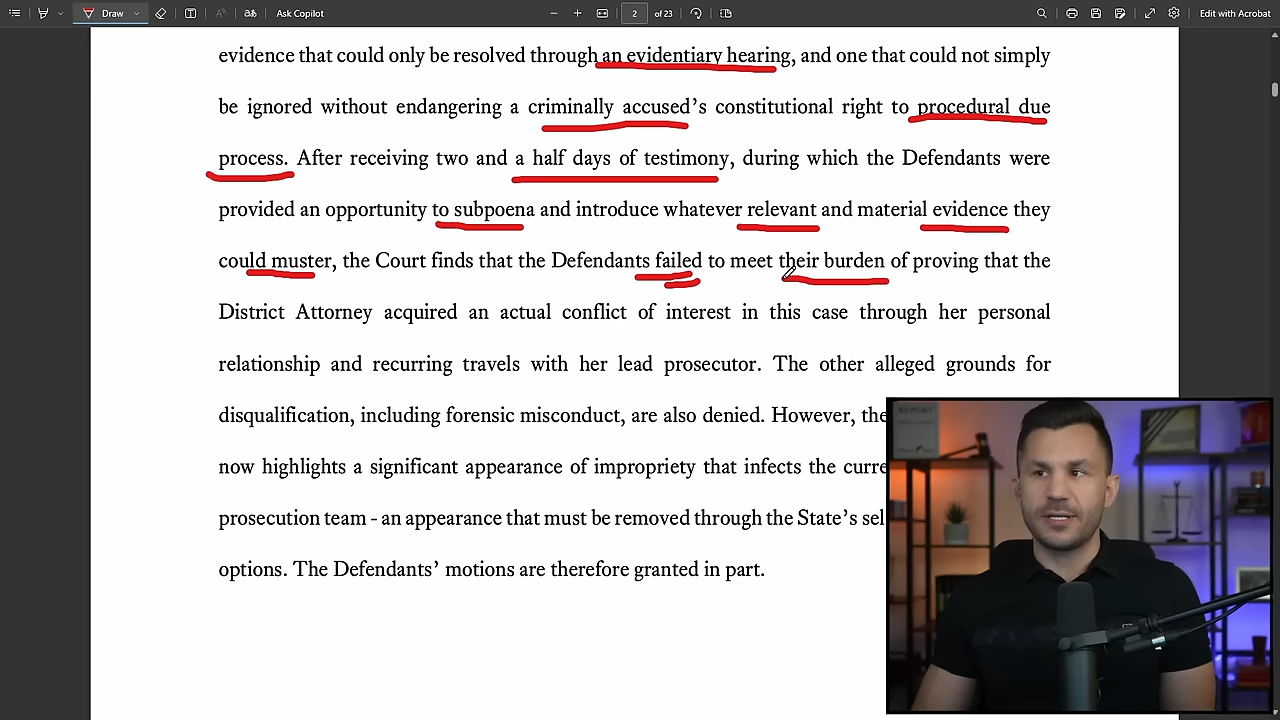 Draw
Ask Copilot
2
of 23
Edit with Acrobat
evidence that could only be resolved through an evidentiary hearing, and one that could not simply
be ignored without endangering a criminally accused’s constitutional right to procedural due
process. After receiving two and a half days of testimony, during which the Defendants were
provided an opportunity to subpoena and introduce whatever relevant and material evidence they
could muster, the Court finds that the Defendants failed to meet their burden of proving that the
District Attorney acquired an actual conflict of interest in this case through her personal
relationship and recurring travels with her lead prosecutor. The other alleged grounds for
disqualification, including forensic misconduct, are also denied. However, the
now highlights a significant appearance of impropriety that infects the curre
prosecution team - an appearance that must be removed through the State’s sel
options. The Defendants’ motions are therefore granted in part.